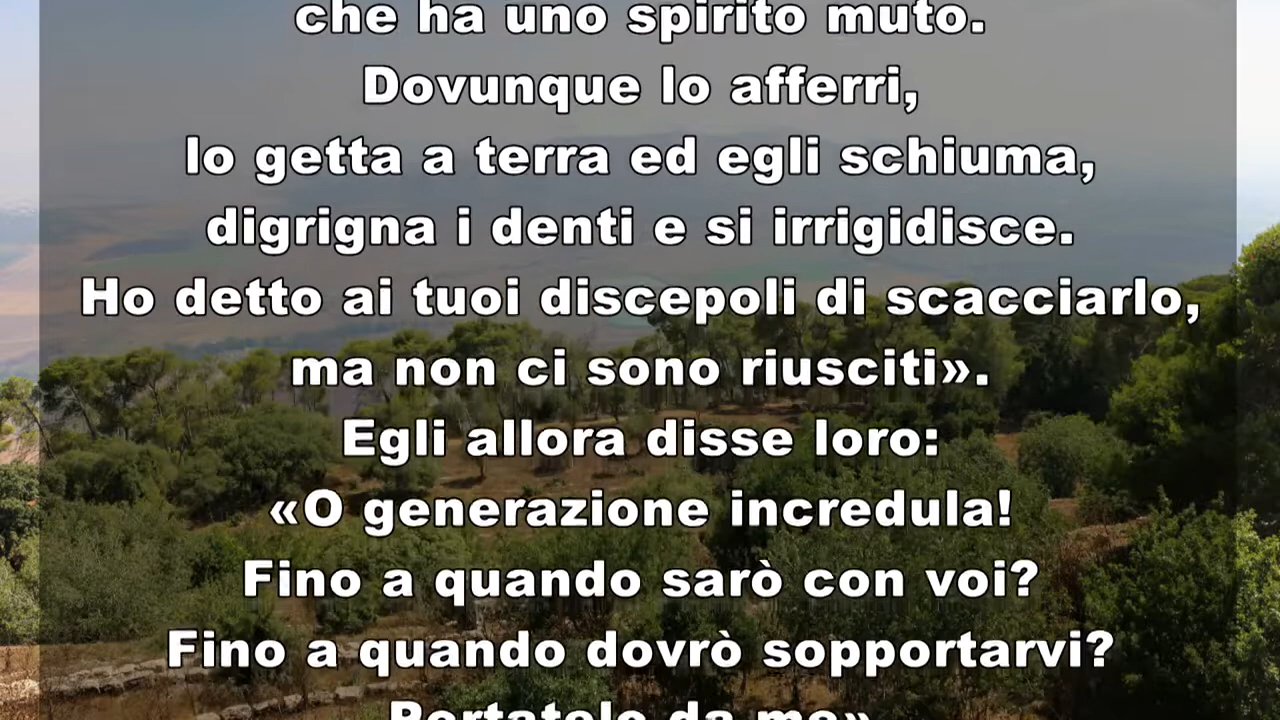 che ha uno spirito muto.
Dovunque lo afferri,
lo getta a terra ed egli schiuma,
digrigna i denti e si irrigidisce.
Ho detto ai tuoi discepoli di scacciarlo,
ma non ci sono riusciti».
Egli allora disse loro:
«O generazione incredula!
Fino a quando sarò con voi?
Fino a quando dovrò sopportarvi?
Portatelo da me».